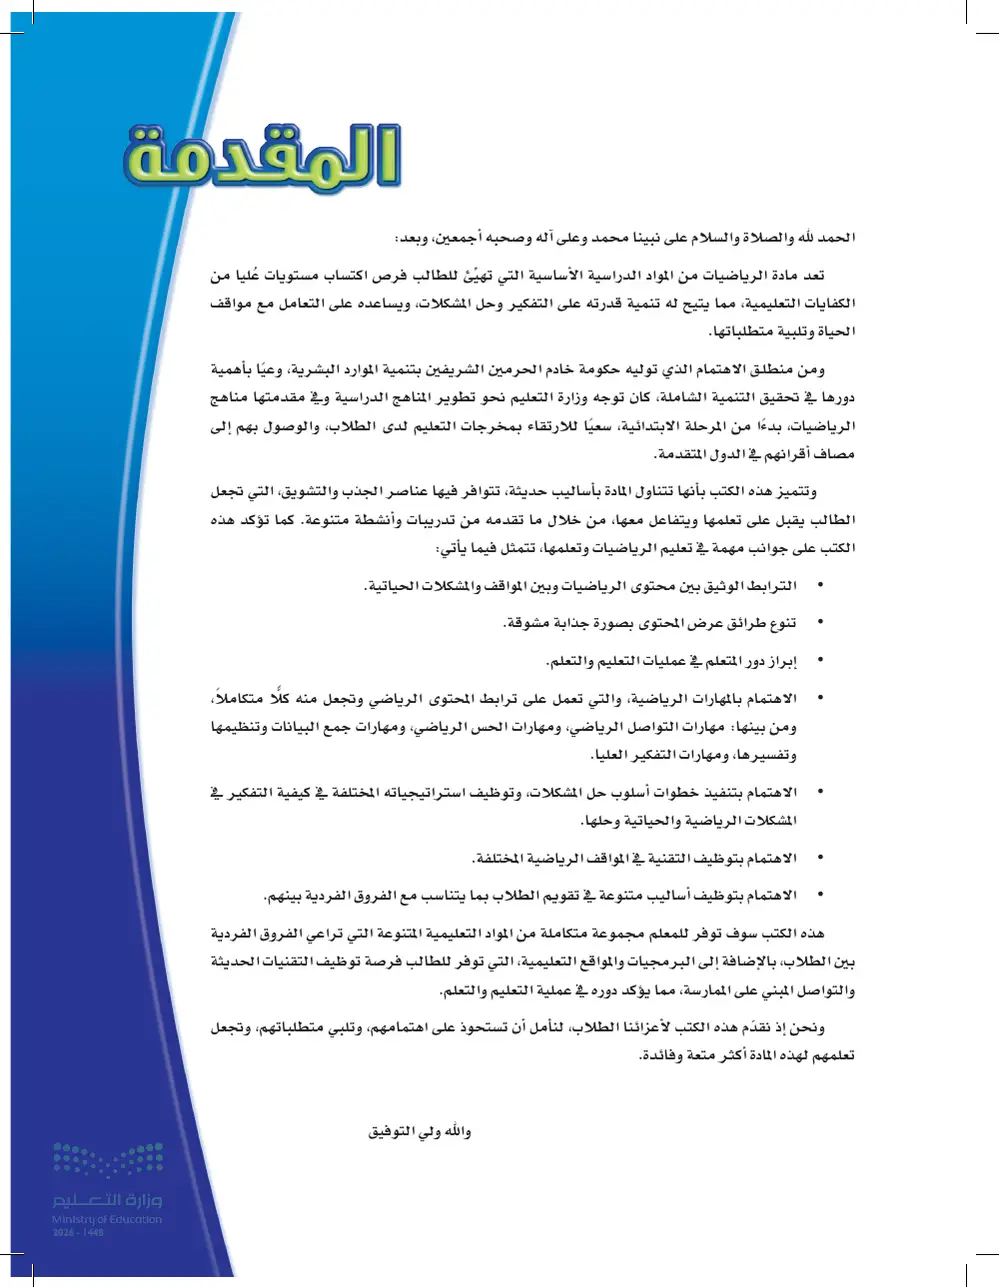 المقدمة
الحمد لله والصلاة والسلام على نبينا محمد وعلى آله وصحبه أجمعين، وبعد:
تعد مادة الرياضيات من المواد الدراسية الأساسية التي تهيِّئ للطالب فرص اكتساب مستويات عُليا من
الكفايات التعليمية، مما يتيح له تنمية قدرته على التفكير وحل المشكلات، ويساعده على التعامل مع مواقف
الحياة وتلبية متطلباتها.
ومن منطلق الاهتمام الذي توليه حكومة خادم الحرمين الشريفين بتنمية الموارد البشرية، وعيًا بأهمية
دورها في تحقيق التنمية الشاملة، كان توجه وزارة التعليم نحو تطوير المناهج الدراسية وفي مقدمتها مناهج
الرياضيات، بدءًا من المرحلة الابتدائية، سعيًا للارتقاء بمخرجات التعليم لدى الطلاب، والوصول بهم إلى
مصاف أقرانهم في الدول المتقدمة.
وتتميز هذه الكتب بأنها تتناول المادة بأساليب حديثة، تتوافر فيها عناصر الجذب والتشويق، التي تجعل
الطالب يقبل على تعلمها ويتفاعل معها، من خلال ما تقدمه من تدريبات وأنشطة متنوعة. كما تؤكد هذه
الكتب على جوانب مهمة في تعليم الرياضيات وتعلمها، تتمثل فيما يأتي:
• الترابط الوثيق بين محتوى الرياضيات وبين المواقف والمشكلات الحياتية.
• تنوع طرائق عرض المحتوى بصورة جذابة مشوقة.
• إبراز دور المتعلم في عمليات التعليم والتعلم.
• الاهتمام بالمهارات الرياضية، والتي تعمل على ترابط المحتوى الرياضي وتجعل منه كلًّا متكاملاً،
ومن بينها: مهارات التواصل الرياضي، ومهارات الحس الرياضي، ومهارات جمع البيانات وتنظيمها
وتفسيرها، ومهارات التفكير العليا.
• الاهتمام بتنفيذ خطوات أسلوب حل المشكلات، وتوظيف استراتيجياته المختلفة في كيفية التفكير في
المشكلات الرياضية والحياتية وحلها.
• الاهتمام بتوظيف التقنية في المواقف الرياضية المختلفة.
• الاهتمام بتوظيف أساليب متنوعة في تقويم الطلاب بما يتناسب مع الفروق الفردية بينهم.
هذه الكتب سوف توفر للمعلم مجموعة متكاملة من المواد التعليمية المتنوعة التي تراعي الفروق الفردية
بين الطلاب، بالإضافة إلى البرمجيات والمواقع التعليمية، التي توفر للطالب فرصة توظيف التقنيات الحديثة
والتواصل المبني على الممارسة، مما يؤكد دوره في عملية التعليم والتعلم.
ونحن إذ نقدّم هذه الكتب لأعزائنا الطلاب، لنأمل أن تستحوذ على اهتمامهم، وتلبي متطلباتهم، وتجعل
تعلمهم لهذه المادة أكثر متعة وفائدة.
والله ولي التوفيق
وزارة التعليم
Ministry of Education
2026 - 1448